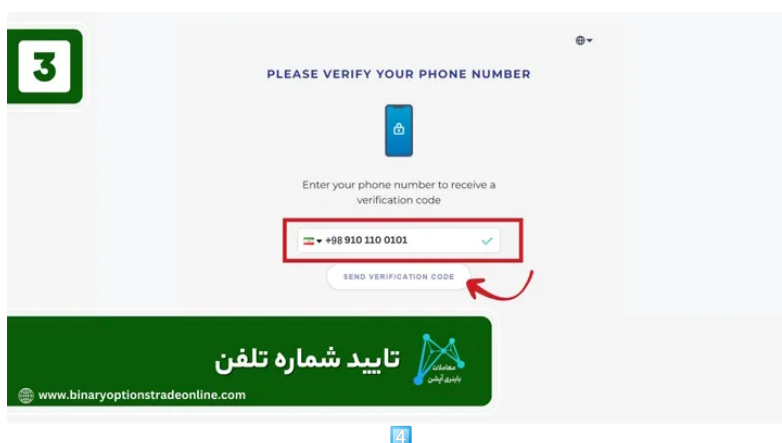 3
PLEASE VERIFY YOUR PHONE NUMBER
Enter your phone number to receive a
verification code
+98 910 110 0101
SEND VERIFICATION CODE
تایید شماره تلفن
معاملات
باینری آپشن
www.binaryoptionstradeonline.com
4